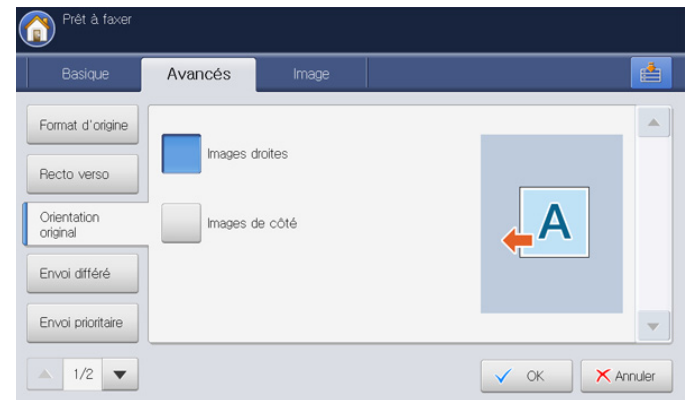 Prêt à faxer
Basique
Avancés
Image
Format d'origine
Recto verso
Orientation
original
Envoi différé
Envoi prioritaire
1/2
Images droites
Images de côté
A
OK
Annuler